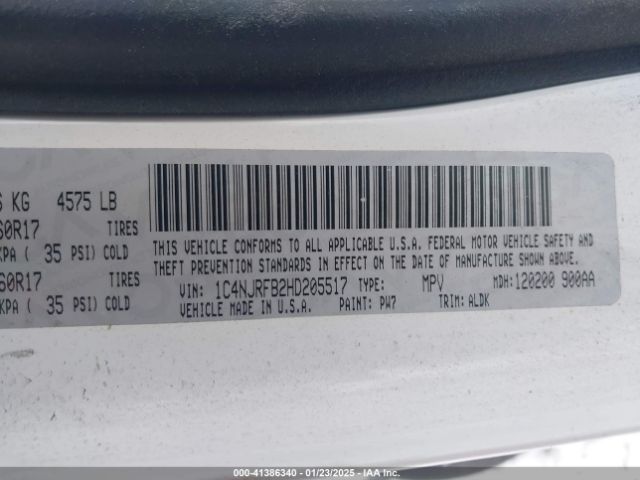 KG 4575 LB
60R17 TIRES
KPA ( 35 PSI) COLD
60R17 TIRES
KPA ( 35 PSI) COLD
THIS VEHICLE CONFORMS TO ALL APPLICABLE U.S.A. FEDERAL MOTOR VEHICLE SAFETY AND
THEFT PREVENTION STANDARDS IN EFFECT ON THE DATE OF MANUFACTURE SHOWN ABOVE.
VIN: 1C4NJRFB2HD205517 TYPE: MPV MDH: 120200 900AA
VEHICLE MADE IN U.S.A. PAINT: PW7 TRIM: ALDK
000-41386340 - 01/23/2025 - IAA Inc.